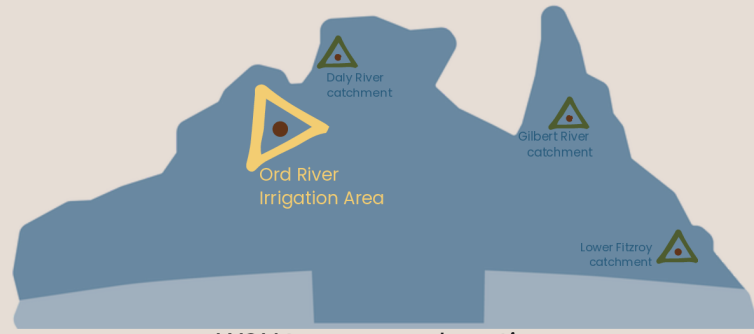 Daly River
catchment
Ord River
Irrigation Area
Gilbert River
catchment
Lower Fitzroy
catchment